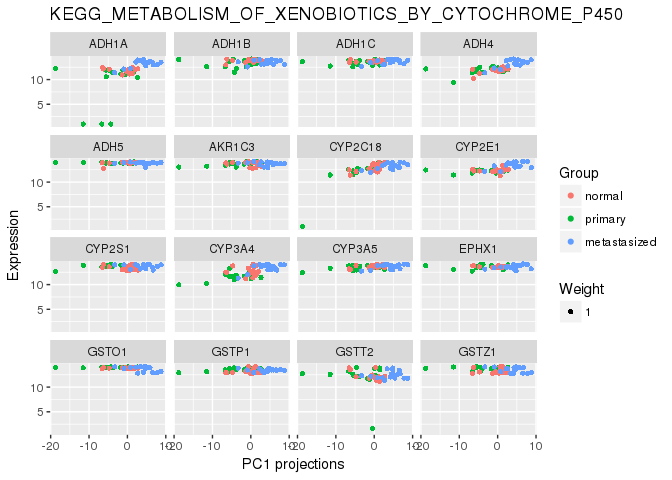 KEGG_METABOLISM_OF_XENOBIOTICS_BY_CYTOCHROME_P450
ADH1A ADH1B ADH1C ADH4
10
5
ADH5 AKR1C3 CYP2C18 CYP2E1
10
5
CYP2S1 CYP3A4 CYP3A5 EPHX1
10
5
GSTO1 GSTP1 GSTT2 GSTZ1
10
5
-20 -10 0 10 -20 -10 0 10 -20 -10 0 10 -20 -10 0 10
PC1 projections
Expression
Group
normal
primary
metastasized
Weight
1